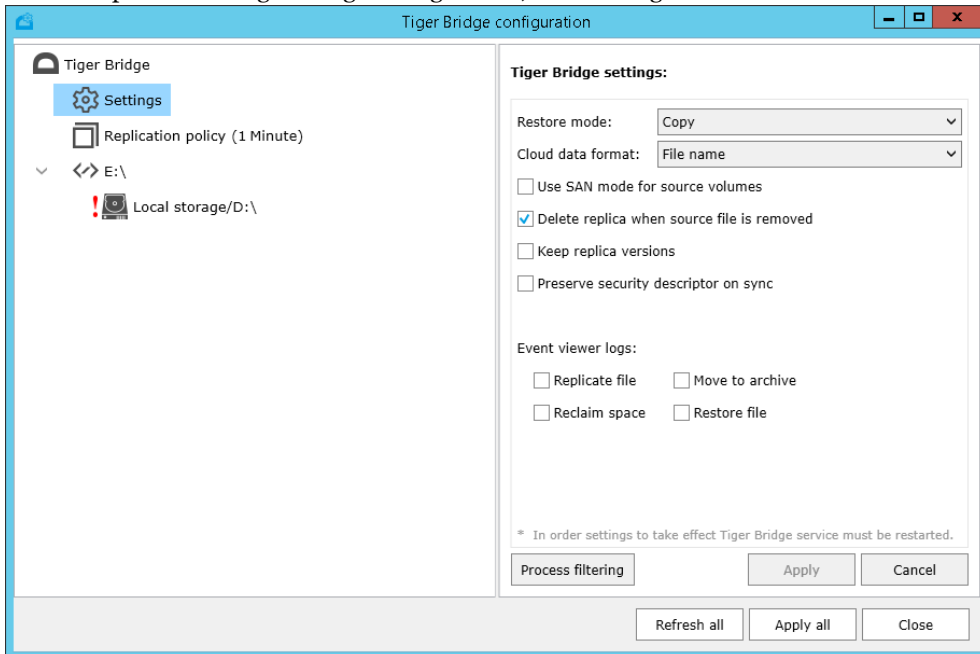 Tiger Bridge configuration
Tiger Bridge
Settings
Replication policy (1 Minute)
E:\
Local storage/D:\
Tiger Bridge settings:
Restore mode: Copy
Cloud data format: File name
Use SAN mode for source volumes
Delete replica when source file is removed
Keep replica versions
Preserve security descriptor on sync
Event viewer logs:
Replicate file Move to archive
Reclaim space Restore file
* In order settings to take effect Tiger Bridge service must be restarted.
Process filtering Apply Cancel
Refresh all Apply all Close